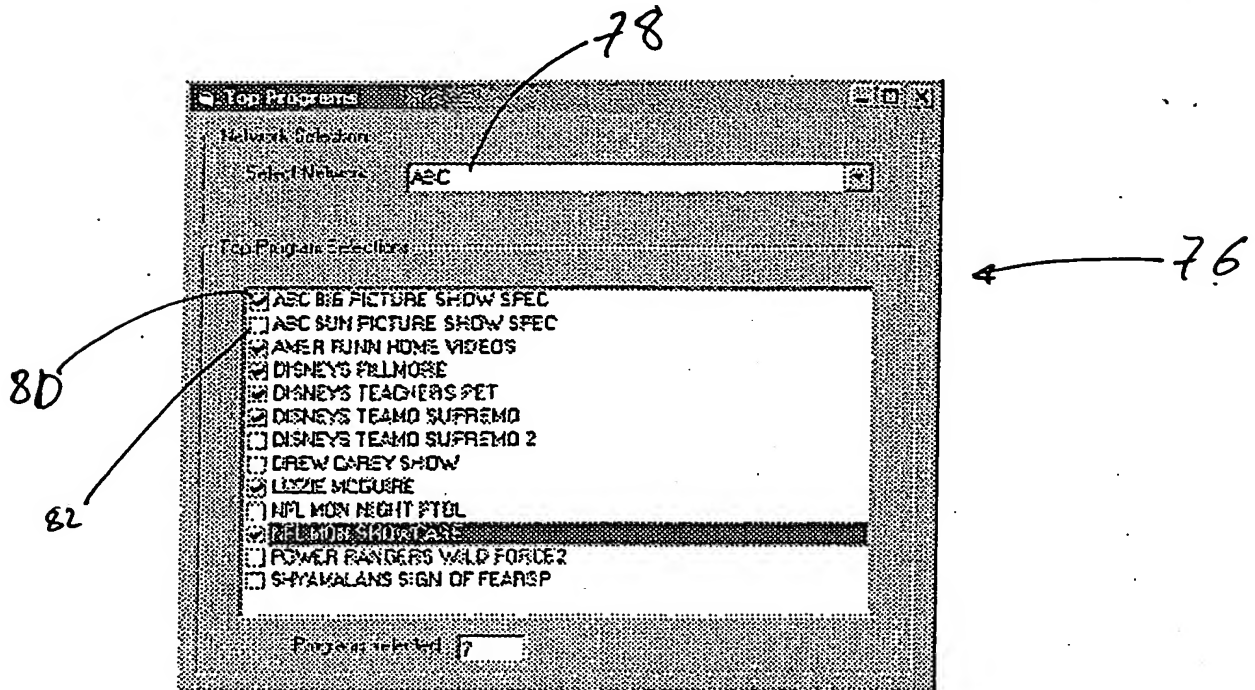 78
Top Programs
Network Selection
Select Network ABC
76
Top Program Selections
80
ABC BIG PICTURE SHOW SPEC
ABC SUN PICTURE SHOW SPEC
AMER FUNN HOME VIDEOS
DISNEYS FILLMORE
DISNEYS TEACHERS PET
DISNEYS TEAMO SUPREMO
DISNEYS TEAMO SUPREMO 2
DREW CAREY SHOW
82
LIZZIE MCGUIRE
NFL MON NIGHT FTBL
NFL MON SHOWCASE
POWER RANGERS WILD FORCE2
SHYAMALANS SIGN OF FEARSP
Programs selected 7